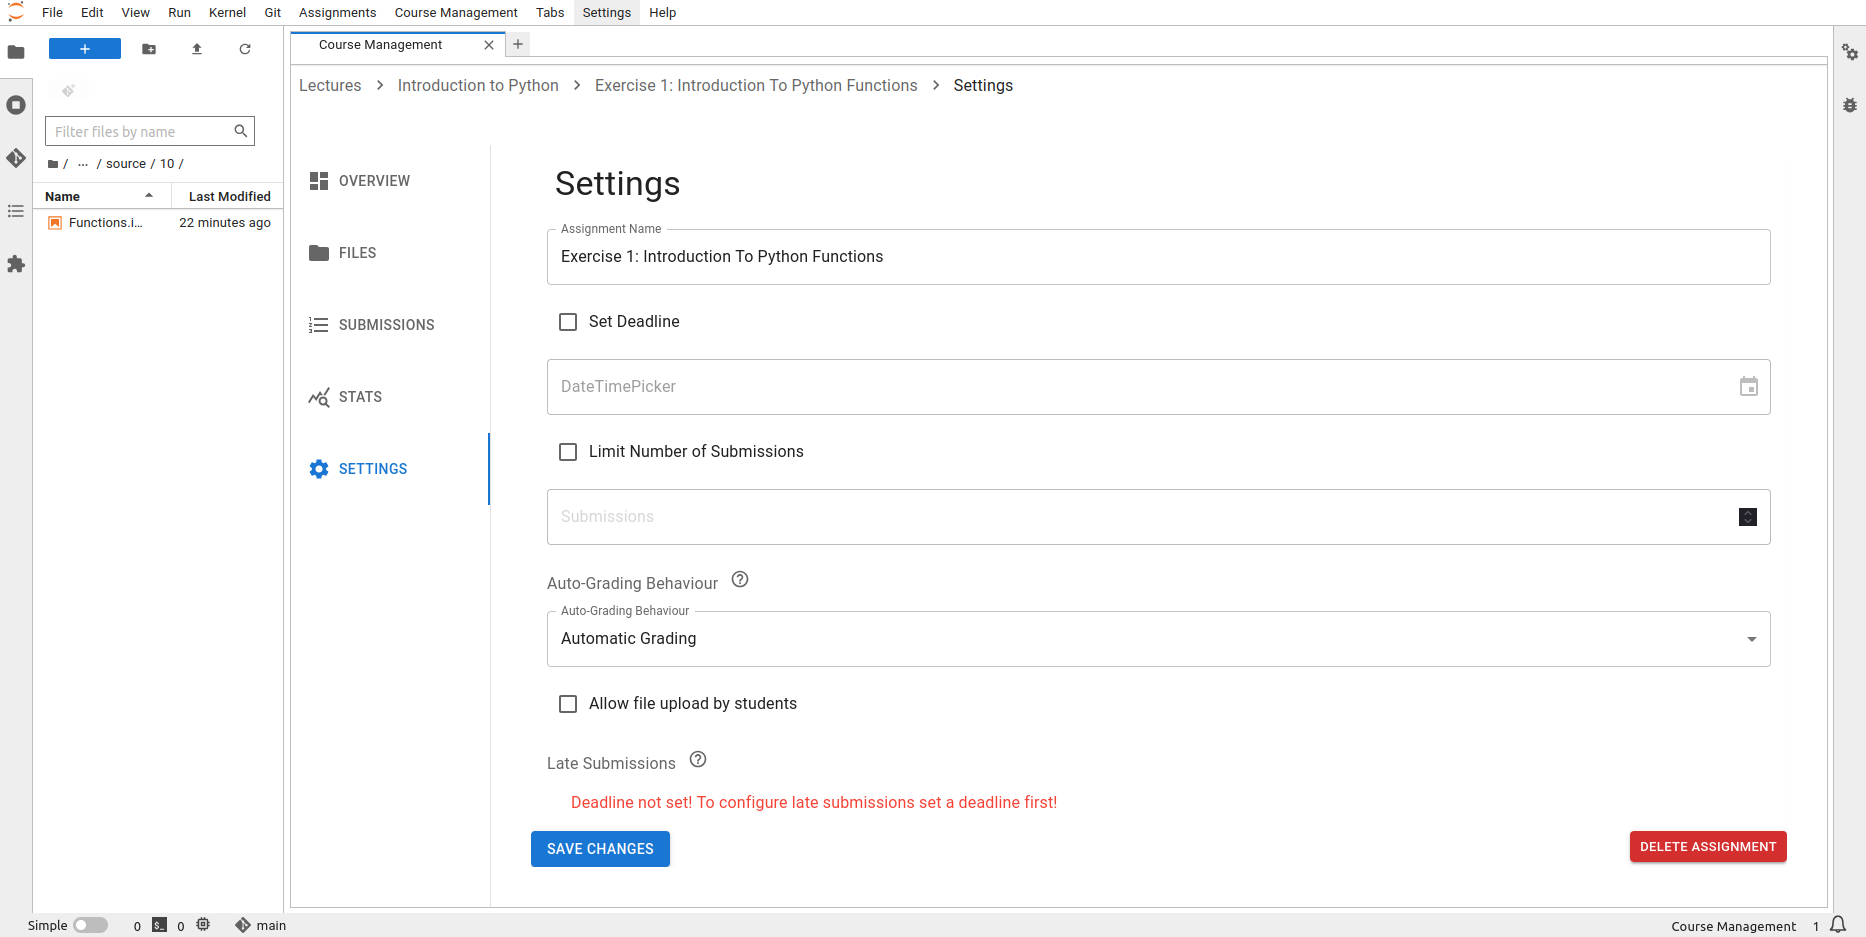 File Edit View Run Kernel Git Assignments Course Management Tabs Settings Help
Course Management
Lectures > Introduction to Python > Exercise 1: Introduction To Python Functions > Settings
Filter files by name
/ ... / source / 10 /
Name Last Modified
Functions.i... 22 minutes ago
OVERVIEW
FILES
SUBMISSIONS
STATS
SETTINGS
Settings
Assignment Name
Exercise 1: Introduction To Python Functions
Set Deadline
DateTimePicker
Limit Number of Submissions
Submissions
Auto-Grading Behaviour
Auto-Grading Behaviour
Automatic Grading
Allow file upload by students
Late Submissions
Deadline not set! To configure late submissions set a deadline first!
SAVE CHANGES DELETE ASSIGNMENT
Simple 0 $_ 0 main Course Management 1